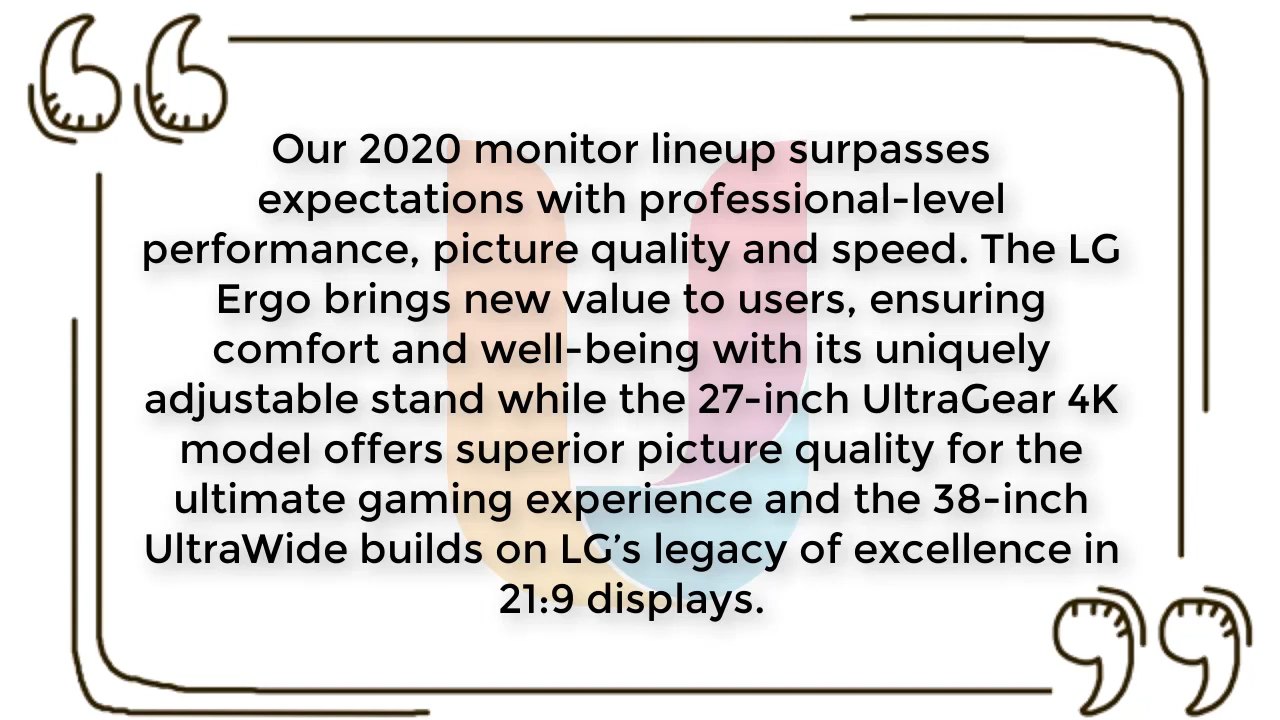 Our 2020 monitor lineup surpasses
expectations with professional-level
performance, picture quality and speed. The LG
Ergo brings new value to users, ensuring
comfort and well-being with its uniquely
adjustable stand while the 27-inch UltraGear 4K
model offers superior picture quality for the
ultimate gaming experience and the 38-inch
UltraWide builds on LG’s legacy of excellence in
21:9 displays.